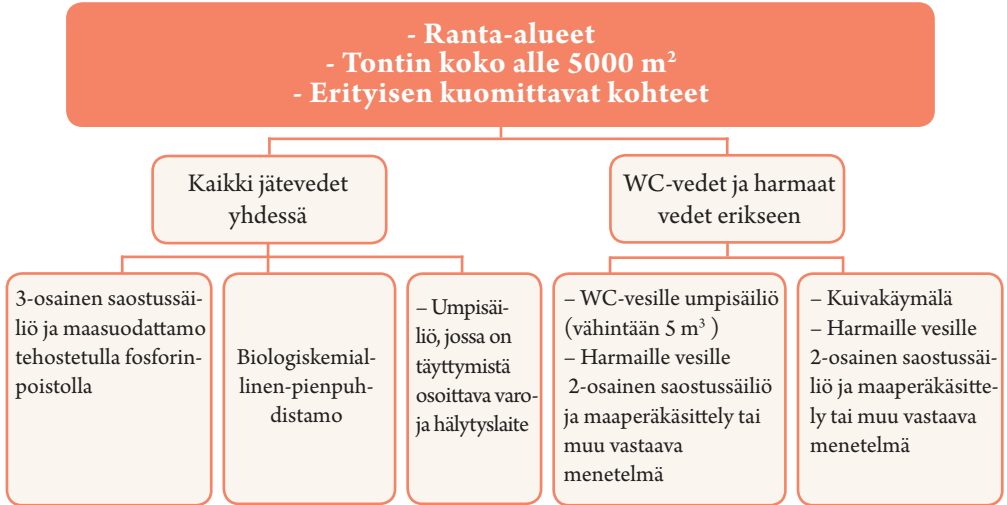 - Ranta-alueet
- Tontin koko alle 5000 m²
- Erityisen kuomittavat kohteet
Kaikki jätevedet
yhdessä
WC-vedet ja harmaat
vedet erikseen
3-osainen saostussäi-
liö ja maasuodattamo
tehostetulla fosforin-
poistolla
Biologiskemial-
linen-pienpuh-
distamo
– Umpisäi-
liö, jossa on
täyttymistä
osoittava varo-
ja hälytyslaite
– WC-vesille umpisäiliö
(vähintään 5 m³ )
– Harmaille vesille
2-osainen saostussäiliö
ja maaperäkäsittely tai
muu vastaava
menetelmä
– Kuivakäymälä
– Harmaille vesille
2-osainen saostussäi-
liö ja maaperäkäsitte-
ly tai muu vastaava
menetelmä